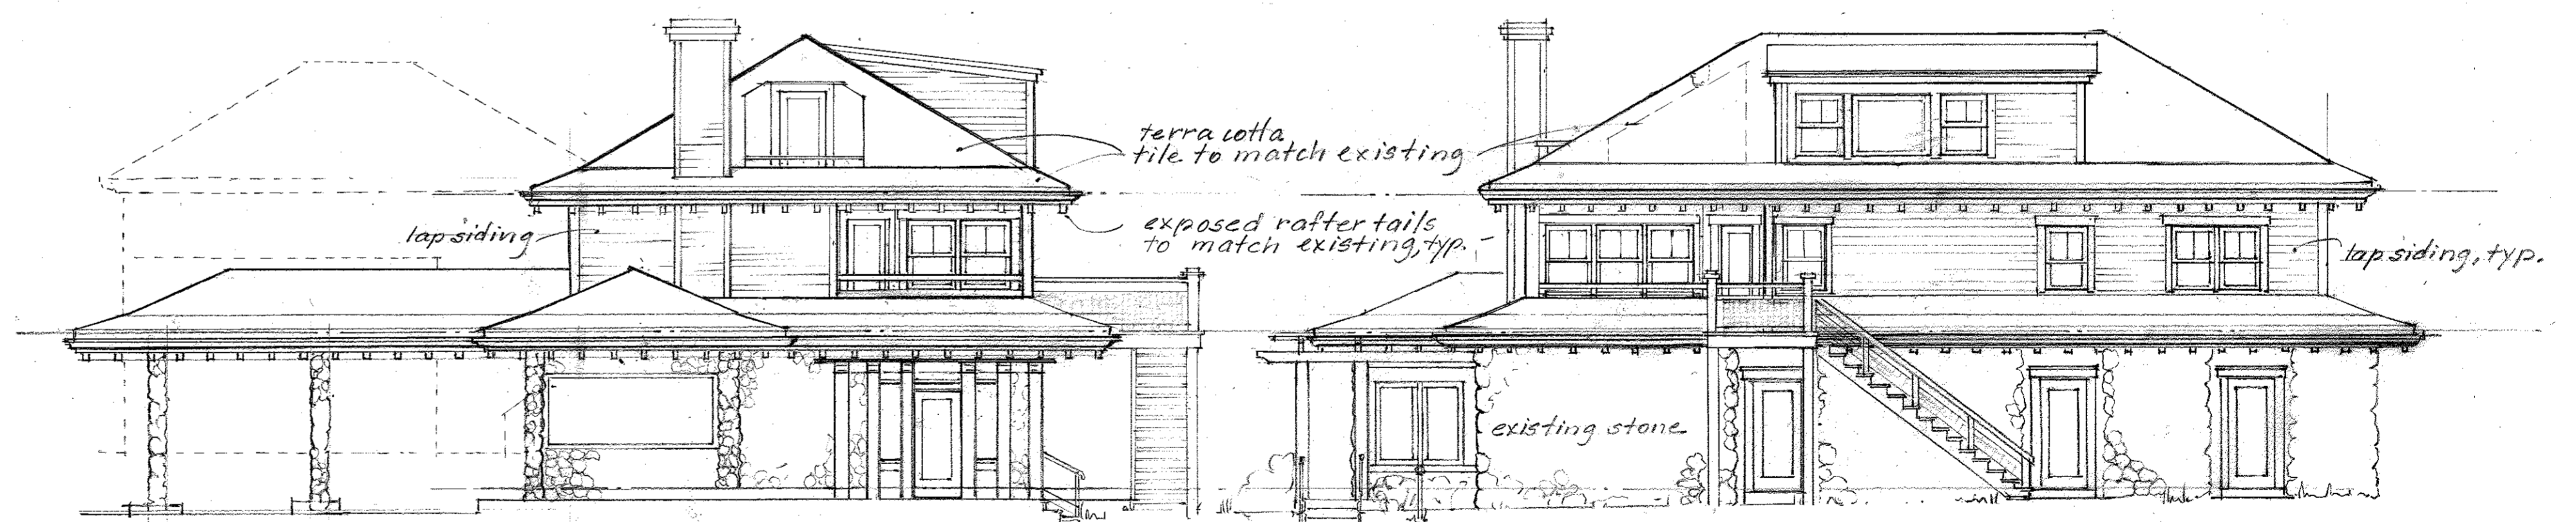 terra cotta
tile to match existing
lap siding
exposed rafter tails
to match existing, typ.
lap siding, typ.
existing stone